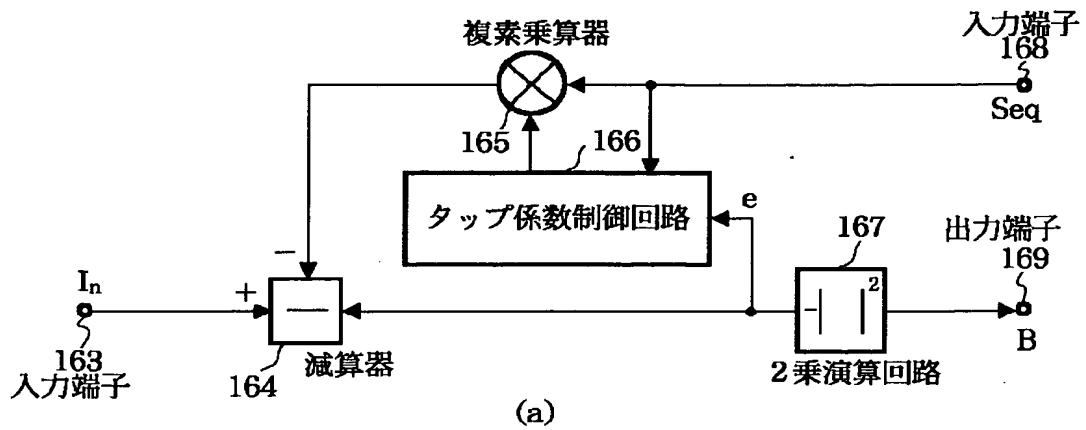 複素乗算器
入力端子
168
Seq
165
166
タップ係数制御回路
e
167
出力端子
169
B
-| |2
2乗演算回路
In
+
−
—
163
入力端子
164
減算器
(a)